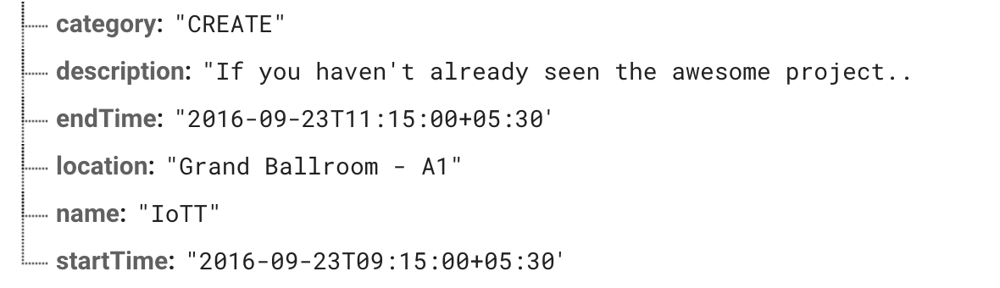 category: "CREATE"
description: "If you haven't already seen the awesome project..
endTime: "2016-09-23T11:15:00+05:30'
location: "Grand Ballroom - A1"
name: "IoTT"
startTime: "2016-09-23T09:15:00+05:30'